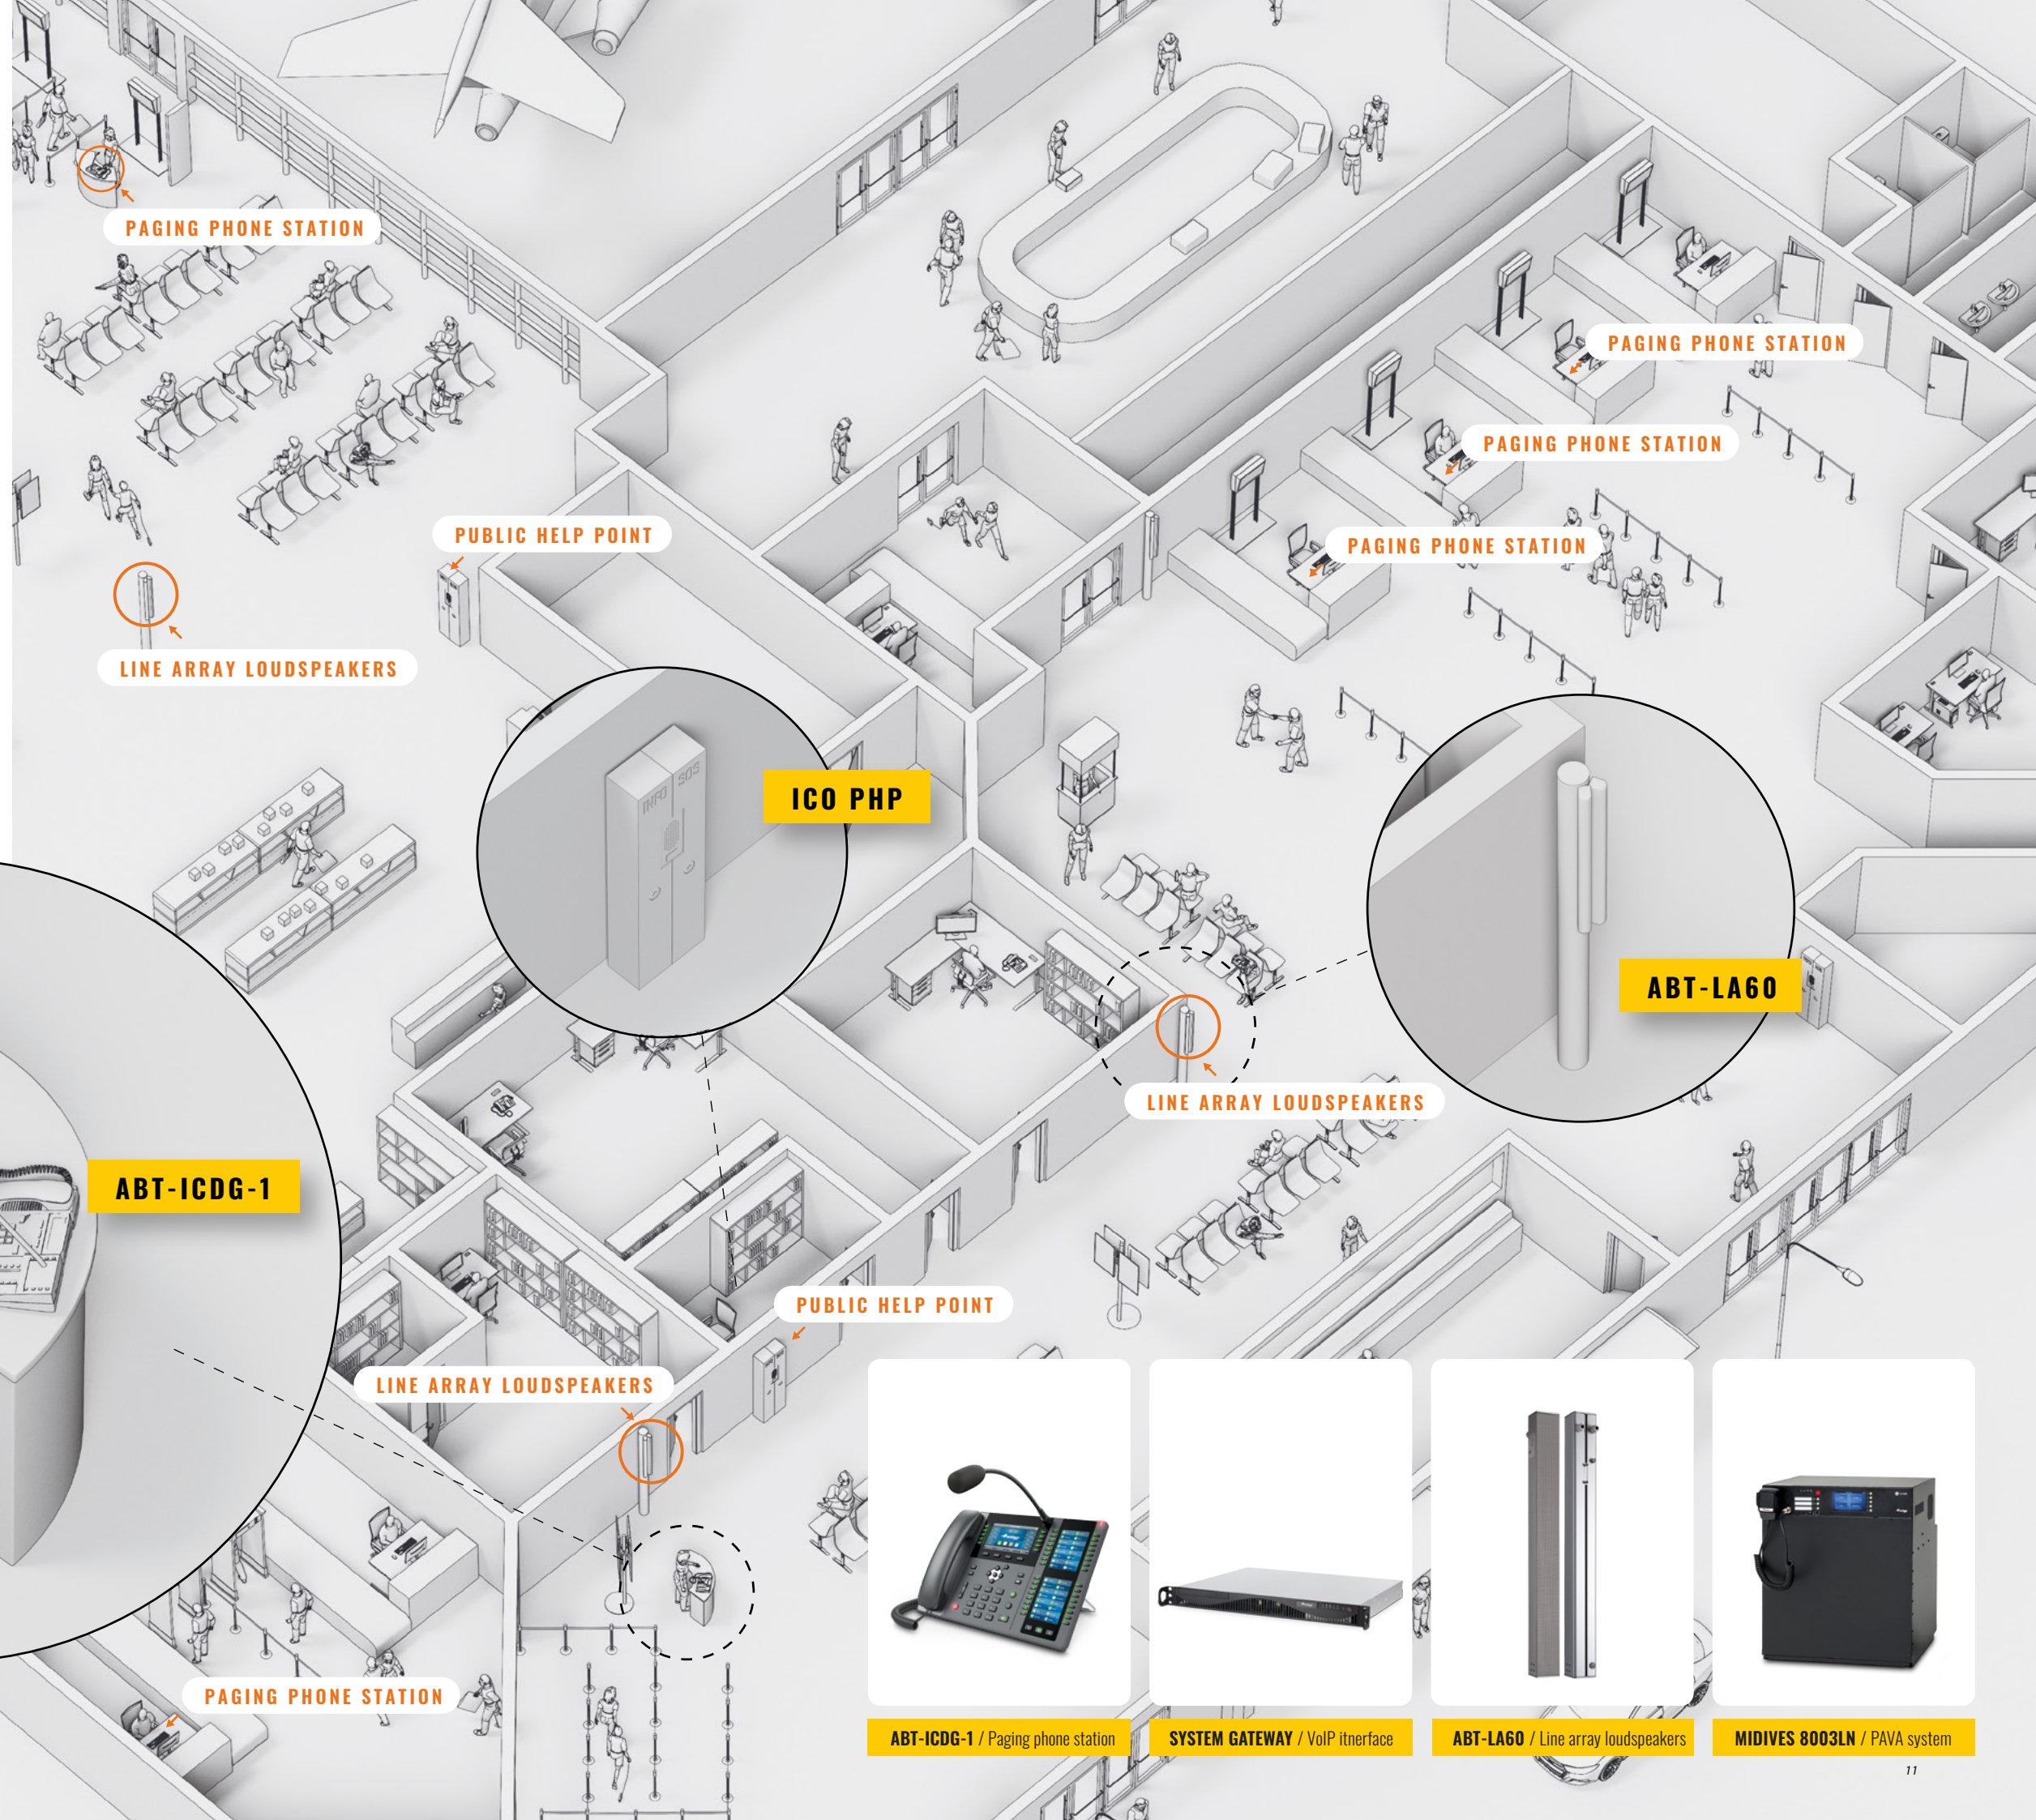 PAGING PHONE STATION
PAGING PHONE STATION
PAGING PHONE STATION
PUBLIC HELP POINT
PAGING PHONE STATION
LINE ARRAY LOUDSPEAKERS
INFO SOS
ICO PHP
ABT-LA60
LINE ARRAY LOUDSPEAKERS
ABT-ICDG-1
PUBLIC HELP POINT
LINE ARRAY LOUDSPEAKERS
PAGING PHONE STATION
ABT-ICDG-1 / Paging phone station
SYSTEM GATEWAY / VoIP itnerface
ABT-LA60 / Line array loudspeakers
MIDIVES 8003LN / PAVA system
11